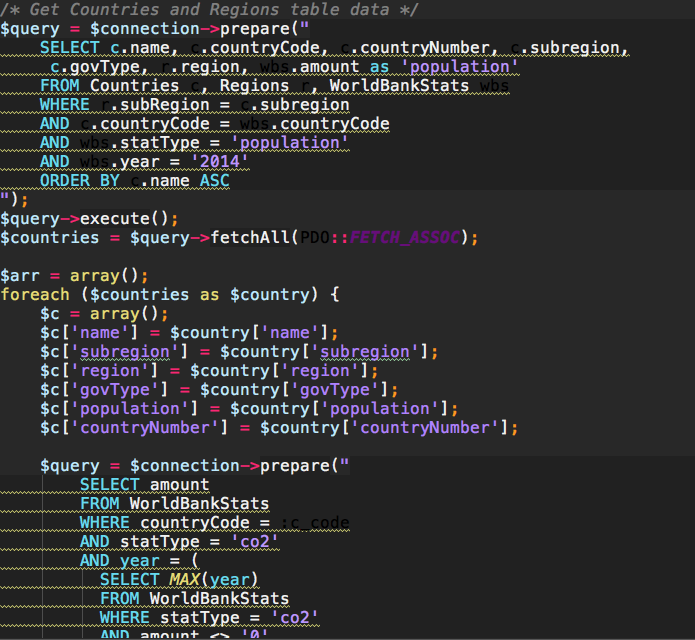 /* Get Countries and Regions table data */
$query = $connection->prepare("
SELECT c.name, c.countryCode, c.countryNumber, c.subregion,
c.govType, r.region, wbs.amount as 'population'
FROM Countries c, Regions r, WorldBankStats wbs
WHERE r.subRegion = c.subregion
AND c.countryCode = wbs.countryCode
AND wbs.statType = 'population'
AND wbs.year = '2014'
ORDER BY c.name ASC
");
$query->execute();
$countries = $query->fetchAll(PDO::FETCH_ASSOC);
$arr = array();
foreach ($countries as $country) {
$c = array();
$c['name'] = $country['name'];
$c['subregion'] = $country['subregion'];
$c['region'] = $country['region'];
$c['govType'] = $country['govType'];
$c['population'] = $country['population'];
$c['countryNumber'] = $country['countryNumber'];
$query = $connection->prepare("
SELECT amount
FROM WorldBankStats
WHERE countryCode = :c_code
AND statType = 'co2'
AND year = (
SELECT MAX(year)
FROM WorldBankStats
WHERE statType = 'co2'
AND amount <> '0'